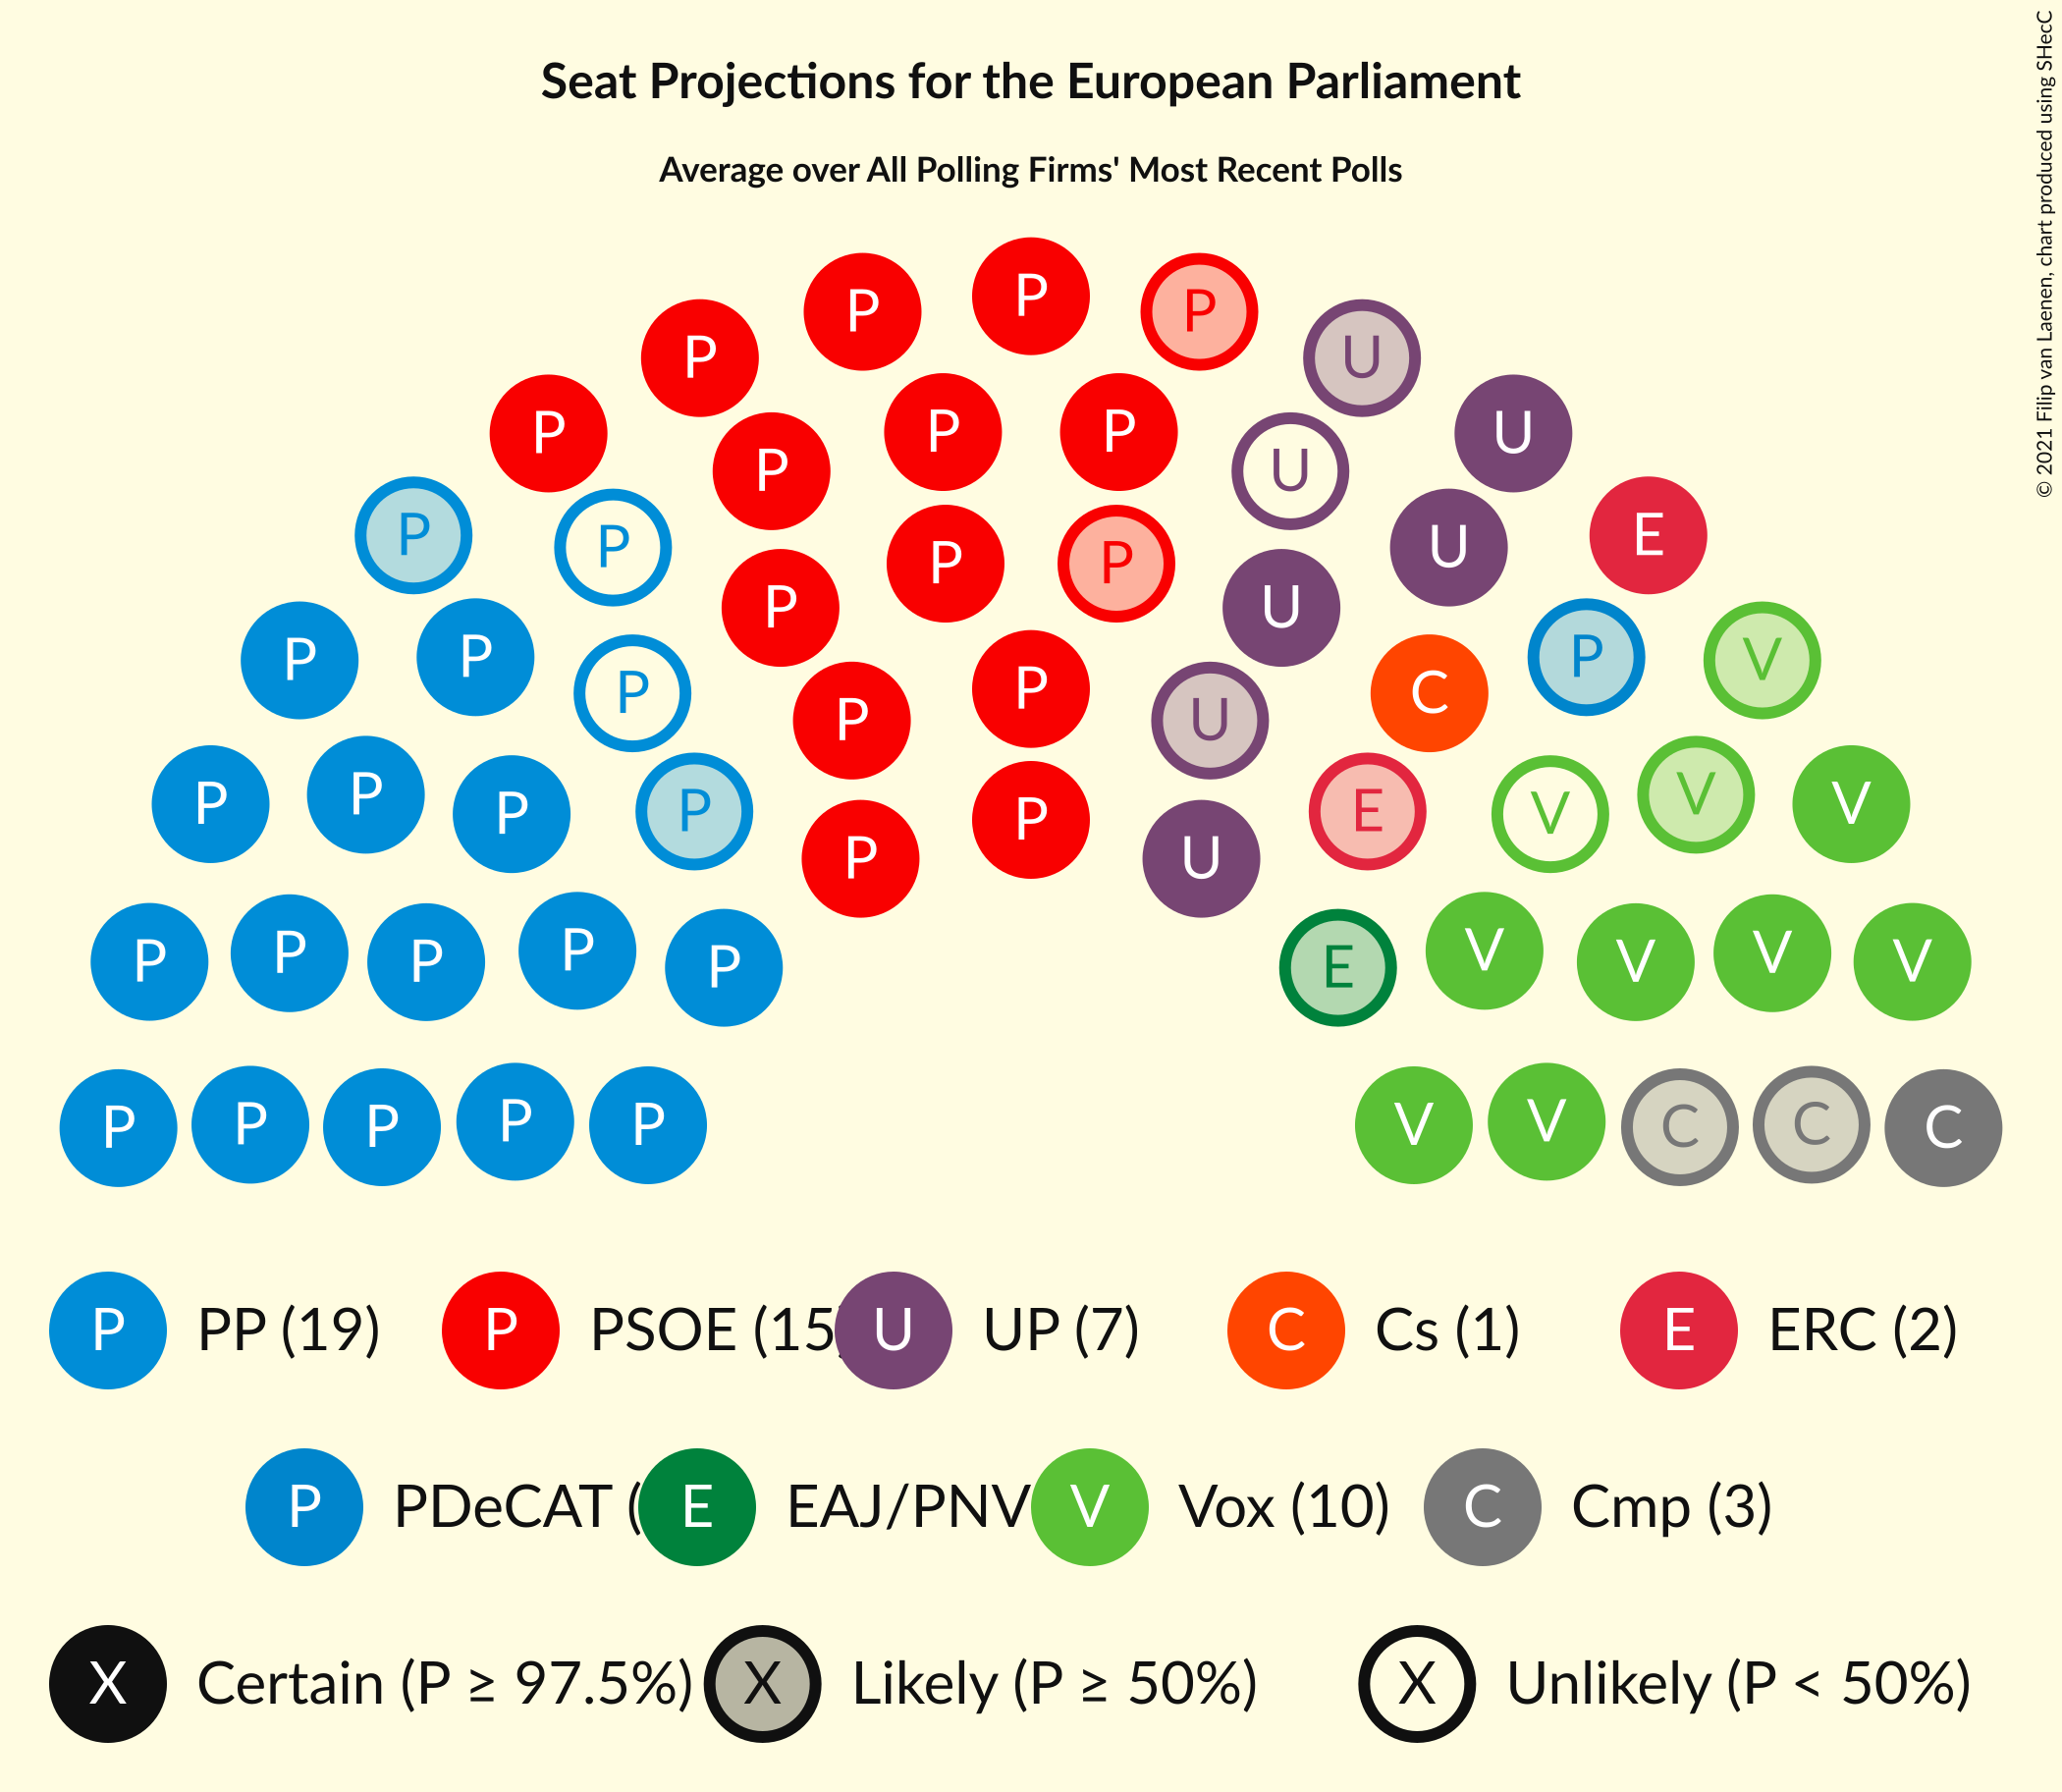 Seat Projections for the European Parliament
Average over All Polling Firms' Most Recent Polls
© 2021 Filip van Laenen, chart produced using SHecC
P
P P
P U
P U
P P P U
P P E
P P U U
P P U
P P P V
P C
P P U
P V V
P P P V V
P E
P P U
P P P P P E V V V V
P P P P P V V C C C
P PP (19) P PSOE (15 U UP (7) C Cs (1) E ERC (2)
P PDeCAT ( E EAJ/PNV V Vox (10) C Cmp (3)
X Certain (P ≥ 97.5%) X Likely (P ≥ 50%) X Unlikely (P < 50%)